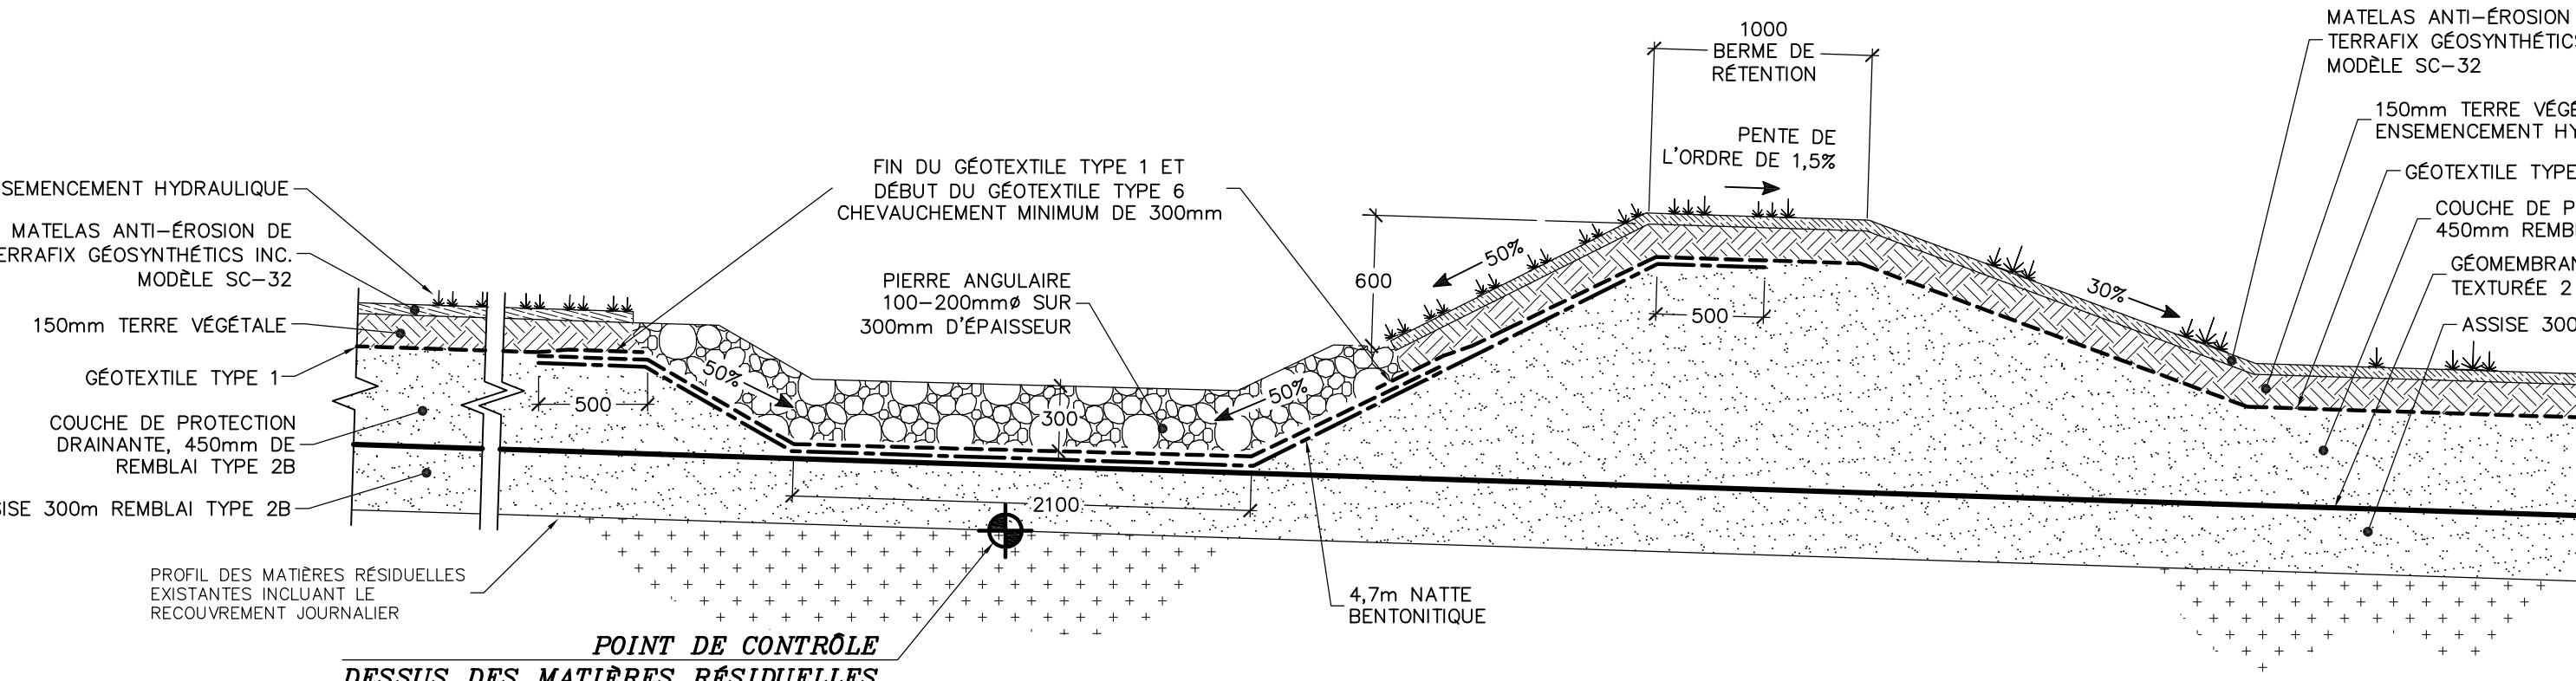 SEMENCEMENT HYDRAULIQUE
MATELAS ANTI-ÉROSION DE
ERRAFIX GÉOSYNTHÉTICS INC.
MODÈLE SC-32
150mm TERRE VÉGÉTALE
GÉOTEXTILE TYPE 1
COUCHE DE PROTECTION
DRAINANTE, 450mm DE
REMBLAI TYPE 2B
ISE 300m REMBLAI TYPE 2B
PROFIL DES MATIÈRES RÉSIDUELLES
EXISTANTES INCLUANT LE
RECOUVREMENT JOURNALIER
POINT DE CONTRÔLE
DESSUS DES MATIÈRES RÉSIDUELLES
500
50%
FIN DU GÉOTEXTILE TYPE 1 ET
DÉBUT DU GÉOTEXTILE TYPE 6
CHEVAUCHEMENT MINIMUM DE 300mm
PIERRE ANGULAIRE
100-200mmø SUR
300mm D'ÉPAISSEUR
300
50%
2100
4,7m NATTE
BENTONITIQUE
600
50%
1000
BERME DE
RÉTENTION
PENTE DE
L'ORDRE DE 1,5%
500
30%
MATELAS ANTI-ÉROSION
TERRAFIX GÉOSYNTHÉTICS
MODÈLE SC-32
150mm TERRE VÉGÉ
ENSEMENCEMENT HY
GÉOTEXTILE TYPE
COUCHE DE P
450mm REMBL
GÉOMEMBRAN
TEXTURÉE 2
ASSISE 300